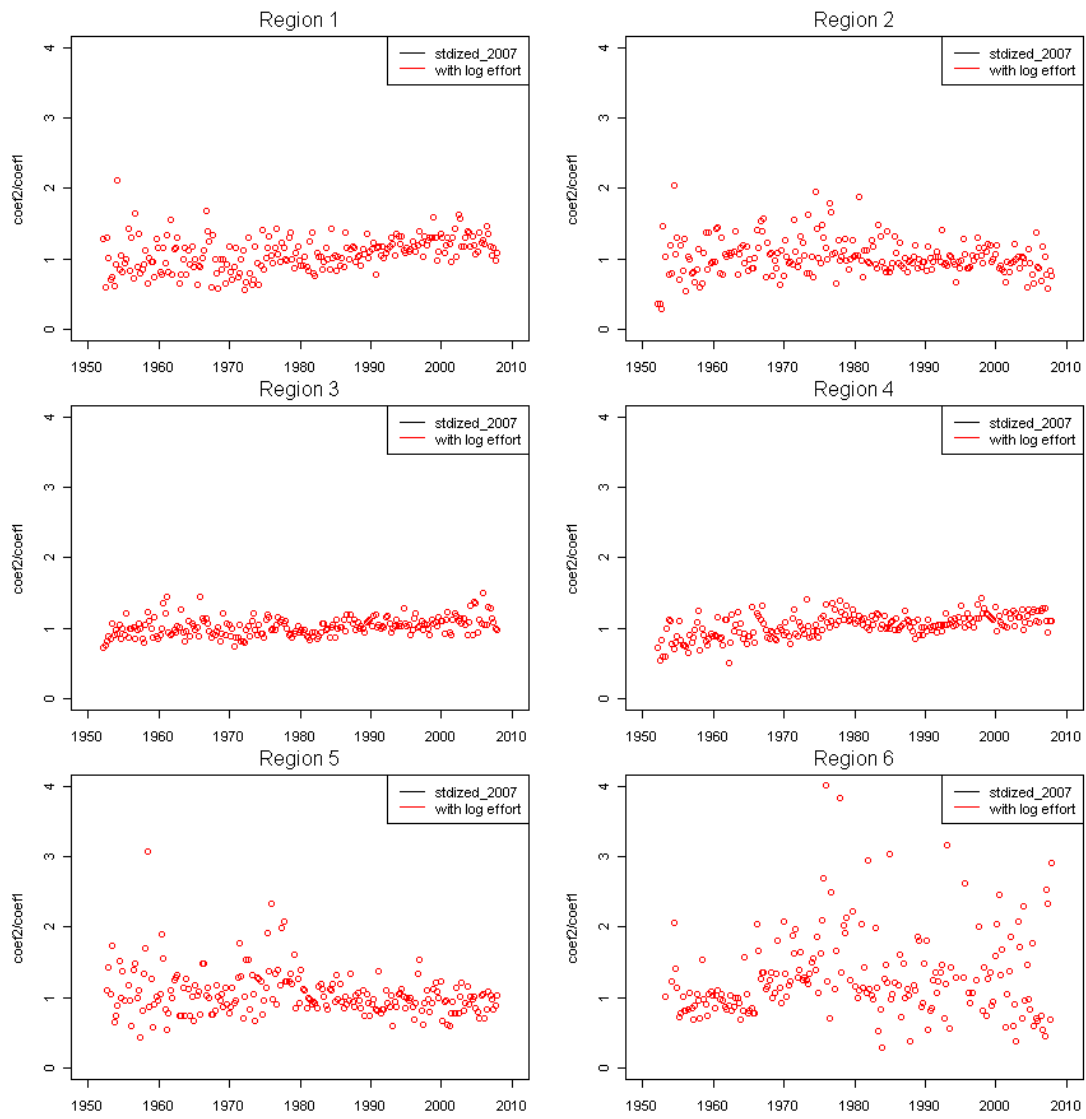 Region 1
4
3
2
1
0
coef2/coef1
stdized_2007
with log effort
1950 1960 1970 1980 1990 2000 2010
Region 2
4
3
2
1
0
coef2/coef1
stdized_2007
with log effort
1950 1960 1970 1980 1990 2000 2010
Region 3
4
3
2
1
0
coef2/coef1
stdized_2007
with log effort
1950 1960 1970 1980 1990 2000 2010
Region 4
4
3
2
1
0
coef2/coef1
stdized_2007
with log effort
1950 1960 1970 1980 1990 2000 2010
Region 5
4
3
2
1
0
coef2/coef1
stdized_2007
with log effort
1950 1960 1970 1980 1990 2000 2010
Region 6
4
3
2
1
0
coef2/coef1
stdized_2007
with log effort
1950 1960 1970 1980 1990 2000 2010